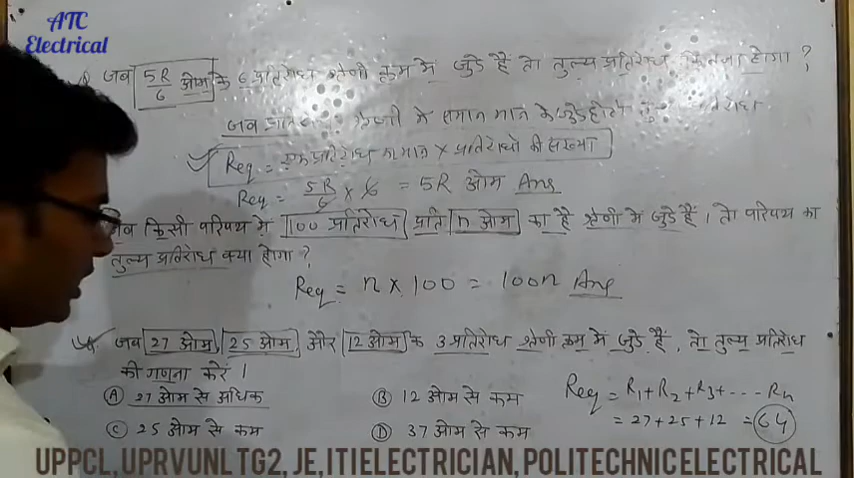 ATC
Electrical
जब 5R/6 ओम के 6 प्रतिरोध श्रेणी क्रम में जुडे हैं तो तुल्य प्रतिरोध कितना होगा ?
जब श्रेणी में समान मान के जुडे हो तो
Req = एक प्रतिरोध का मान × प्रतिरोधो की संख्या
Req = 5R/6 × 6 = 5R ओम Ans
जब किसी परिपथ में 100 प्रतिरोध प्रति n ओम का है श्रेणी में जुडे हैं । तो परिपथ का
तुल्य प्रतिरोध क्या होगा ?
Req = n × 100 = 100n Ans
जब 27 ओम, 25 ओम और 12 ओम के 3 प्रतिरोध श्रेणी क्रम में जुडे हैं, तो तुल्य प्रतिरोध
की गणना करें ।
Ⓐ 27 ओम से अधिक Ⓑ 12 ओम से कम
Ⓒ 25 ओम से कम Ⓓ 37 ओम से कम
Req = R1+R2+R3+---Rn
= 27+25+12 = 64
UPPCL, UPRVUNL TG2, JE, ITI ELECTRICIAN, POLITECHNIC ELECTRICAL